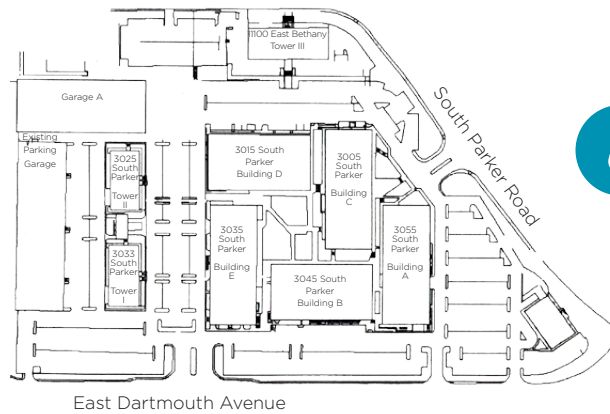 11100 East Bethany
Tower III
Garage A
South Parker Road
Existing
Parking
Garage
3025
South
Parker
Tower
II
3015 South
Parker
Building D
3005
South
Parker
Building
C
3033
South
Parker
Tower
I
3035
South
Parker
Building
E
3055
South
Parker
Building
A
3045 South
Parker
Building B
East Dartmouth Avenue